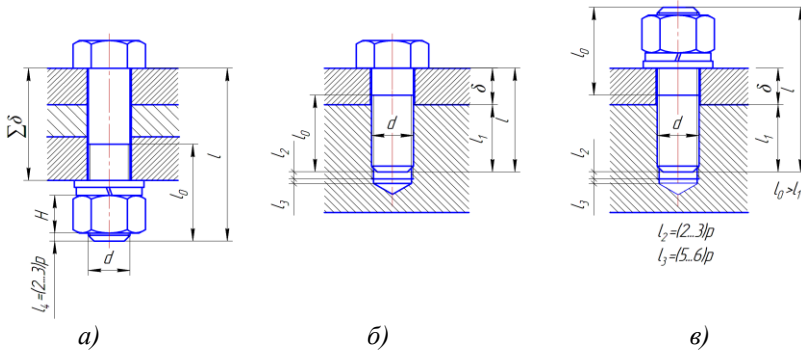 Σδ
H
l₄=(2...3)p
d
l₀
l
а)
l₀
l₂
l₃
d
δ
l₁
l
б)
l₀
l₂
l₃
d
δ
l₁
l
l₀>l₁
l₂=(2...3)p
l₃=(5...6)p
в)